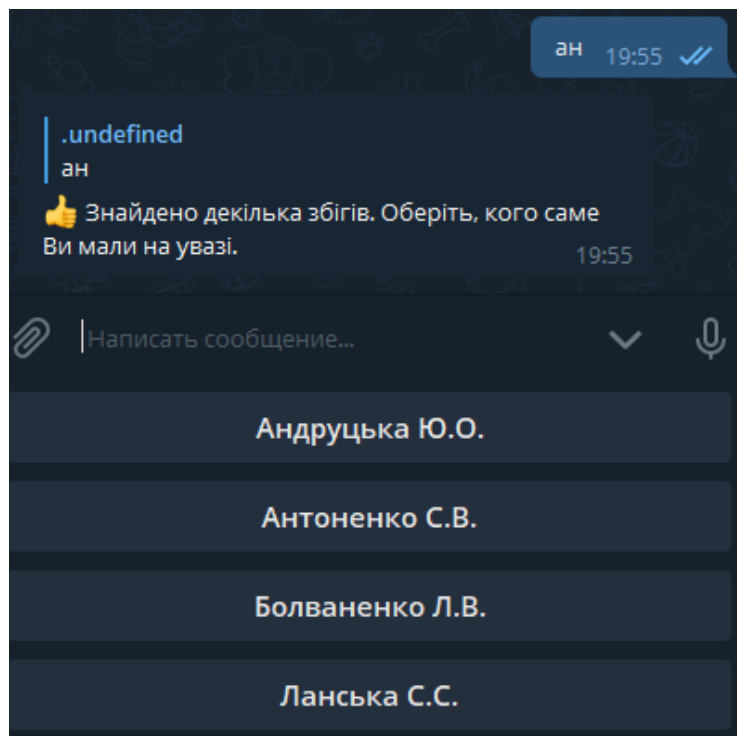 ан 19:55
.undefined
ан
👍 Знайдено декілька збігів. Оберіть, кого саме
Ви мали на увазі.
19:55
Написать сообщение...
Андруцька Ю.О.
Антоненко С.В.
Болваненко Л.В.
Ланська С.С.